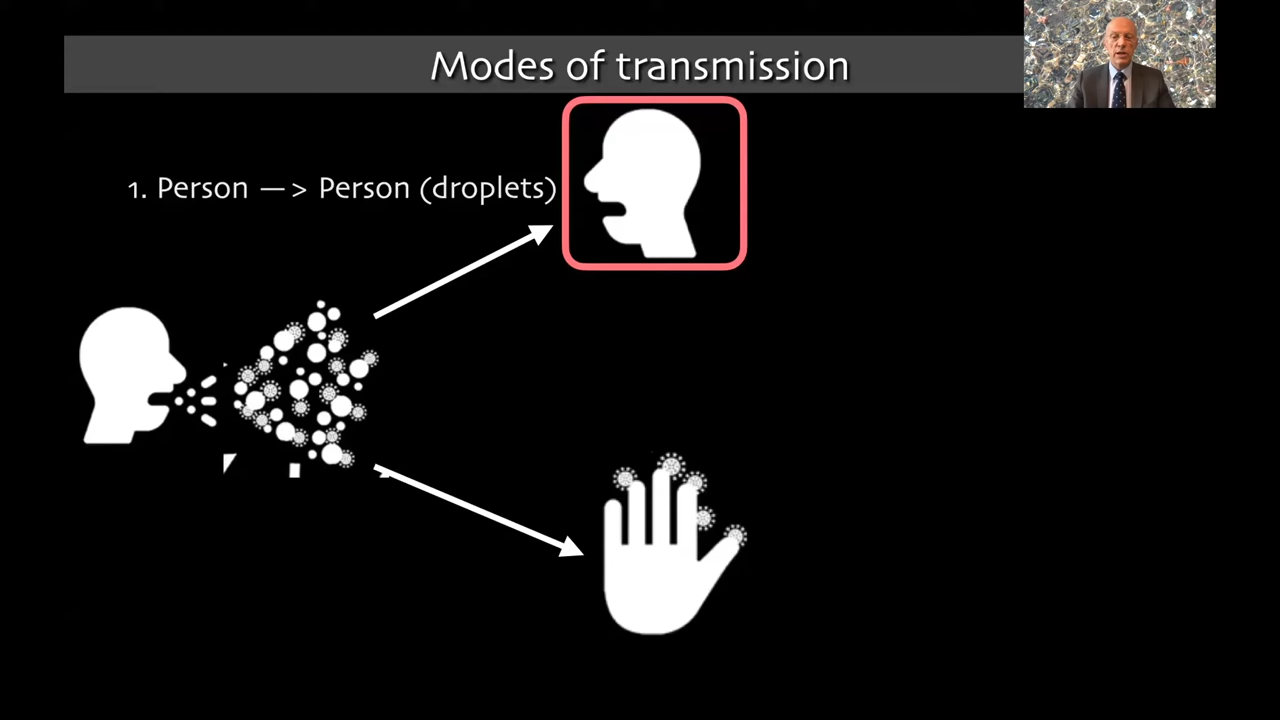 Modes of transmission
1. Person —> Person (droplets)